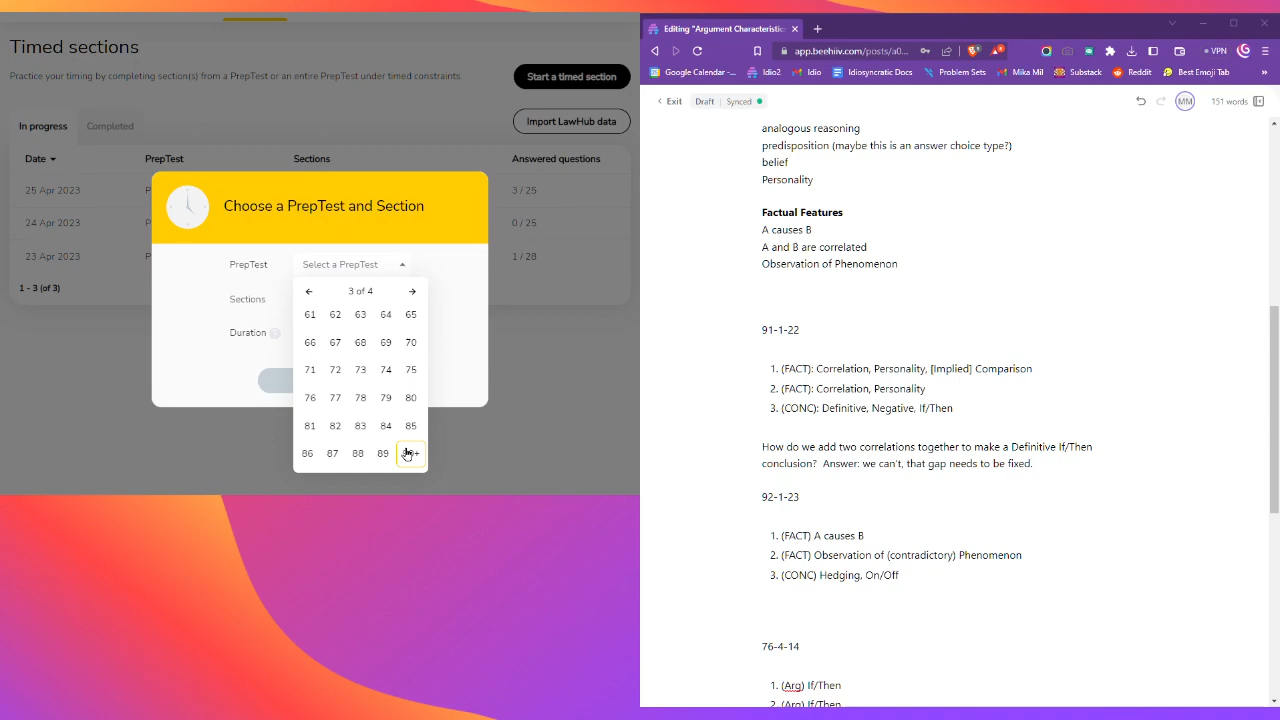 Timed sections
Practice your timing by completing section(s) from a PrepTest or an entire PrepTest under timed constraints.
Start a timed section
Import LawHub data
In progress
Completed
Date
PrepTest
Sections
Answered questions
25 Apr 2023
P
3 / 25
24 Apr 2023
P
0 / 25
23 Apr 2023
P
1 / 28
1 - 3 (of 3)
Choose a PrepTest and Section
PrepTest
Select a PrepTest
Sections
Duration
3 of 4
61 62 63 64 65
66 67 68 69 70
71 72 73 74 75
76 77 78 79 80
81 82 83 84 85
86 87 88 89
Editing "Argument Characteristic
app.beehiiv.com/posts/a0...
VPN
Google Calendar -...
Idio2
Idio
Idiosyncratic Docs
Problem Sets
Mika Mil
Substack
Reddit
Best Emoji Tab
Exit
Draft
Synced
MM
151 words
analogous reasoning
predisposition (maybe this is an answer choice type?)
belief
Personality
Factual Features
A causes B
A and B are correlated
Observation of Phenomenon
91-1-22
1. (FACT): Correlation, Personality, [Implied] Comparison
2. (FACT): Correlation, Personality
3. (CONC): Definitive, Negative, If/Then
How do we add two correlations together to make a Definitive If/Then
conclusion? Answer: we can't, that gap needs to be fixed.
92-1-23
1. (FACT) A causes B
2. (FACT) Observation of (contradictory) Phenomenon
3. (CONC) Hedging, On/Off
76-4-14
1. (Arg) If/Then
2. (Arg) If/Then